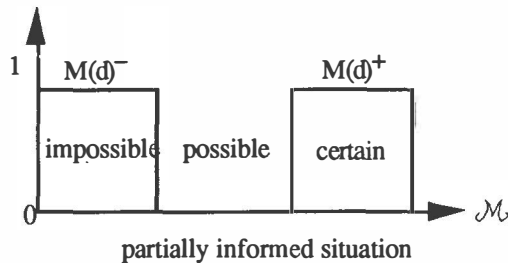 1 M(d)⁻ M(d)⁺
impossible possible certain
0 ℳ
partially informed situation